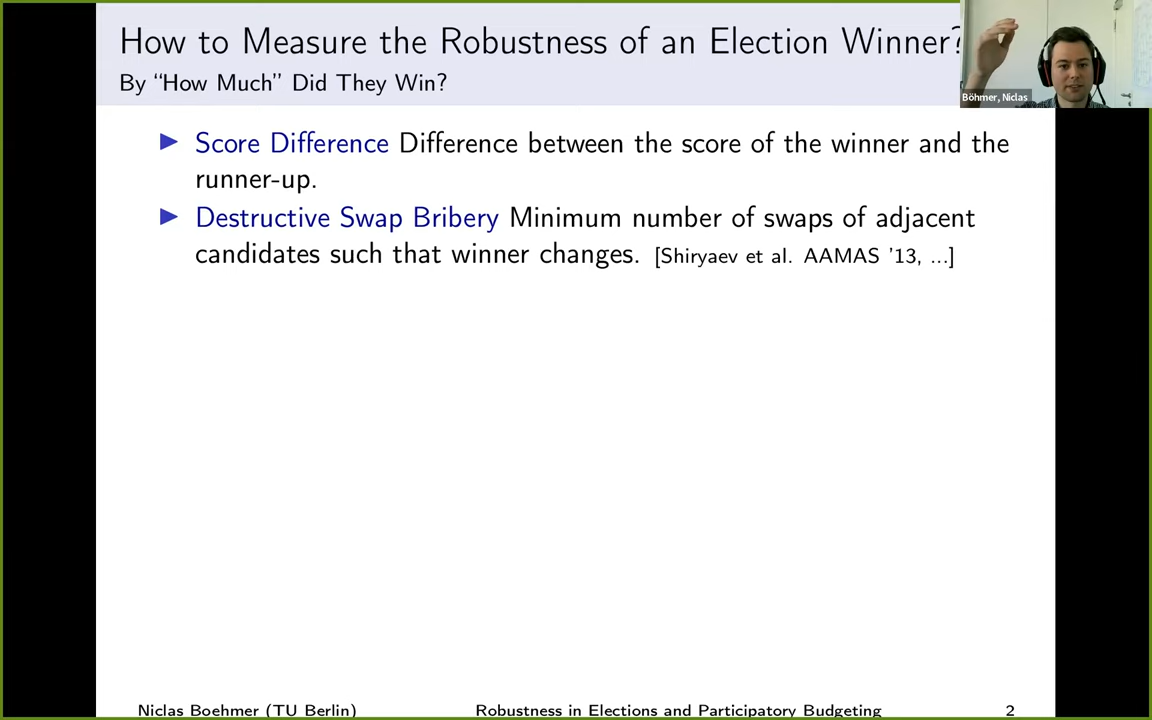 How to Measure the Robustness of an Election Winner?
By “How Much” Did They Win?
Böhmer, Niclas
▶ Score Difference Difference between the score of the winner and the
runner-up.
▶ Destructive Swap Bribery Minimum number of swaps of adjacent
candidates such that winner changes. [Shiryaev et al. AAMAS ’13, ...]
Niclas Boehmer (TU Berlin) Robustness in Elections and Participatory Budgeting 2